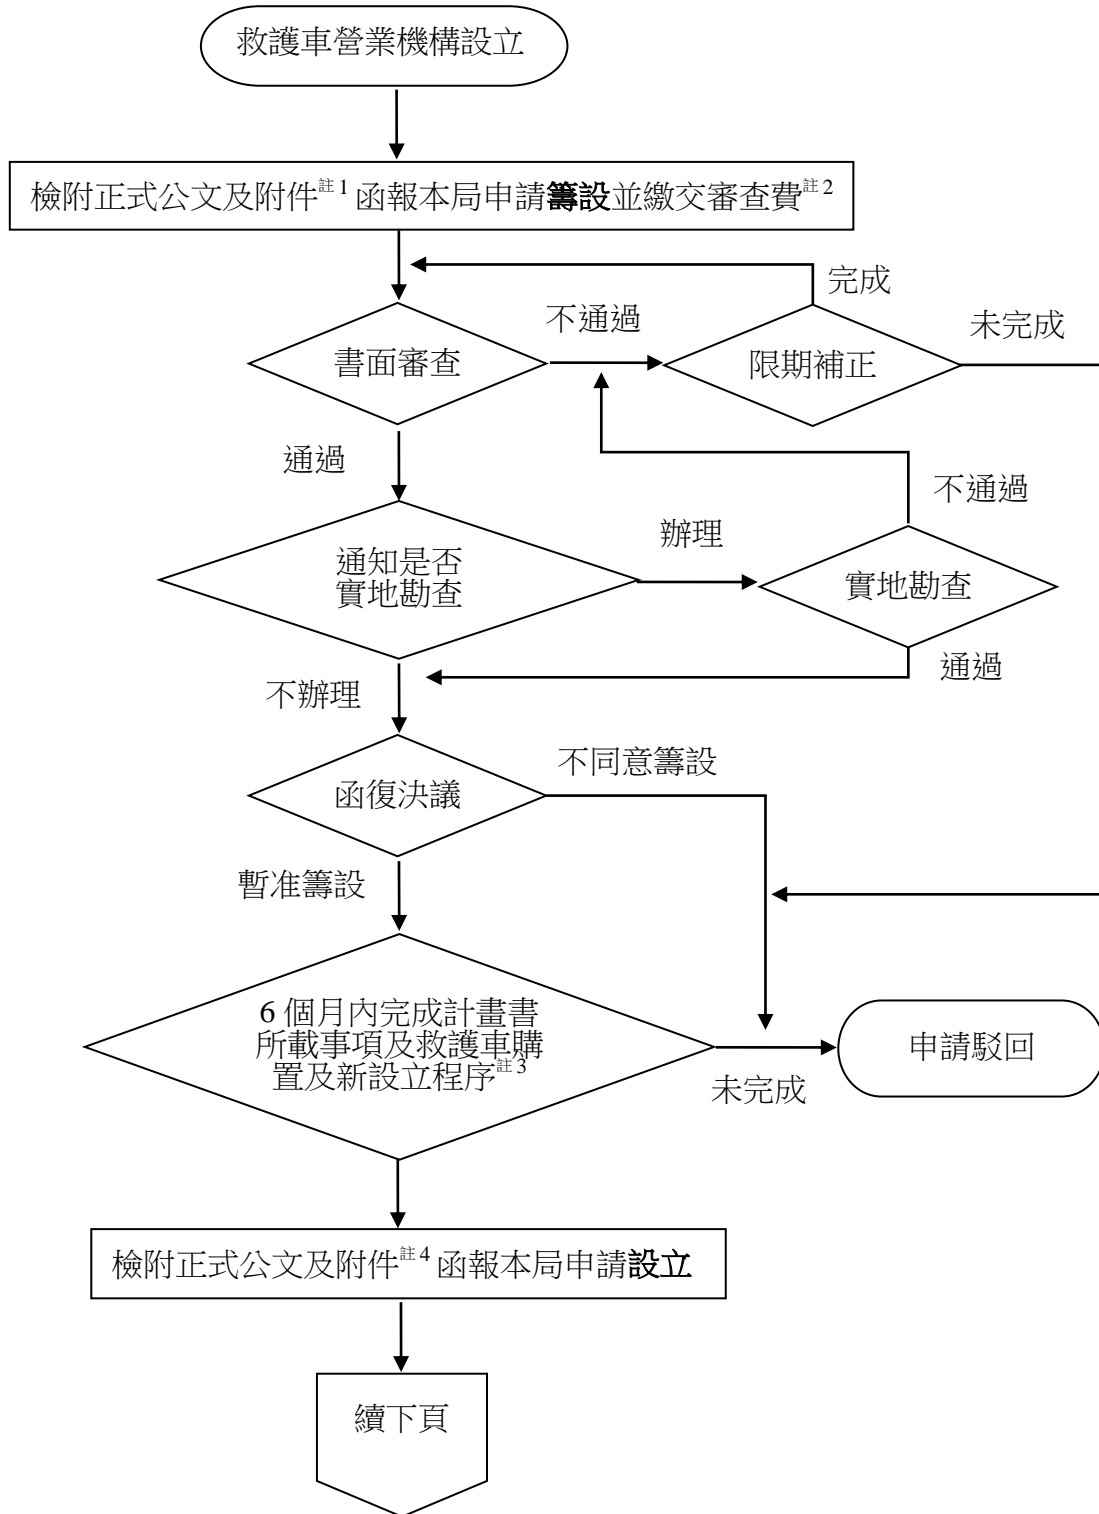 救護車營業機構設立
檢附正式公文及附件註1函報本局申請籌設並繳交審查費註2
完成
不通過
未完成
書面審查
限期補正
通過
不通過
辦理
通知是否
實地勘查
實地勘查
通過
不辦理
不同意籌設
函復決議
暫准籌設
6 個月內完成計畫書
所載事項及救護車購
置及新設立程序註3
申請駁回
未完成
檢附正式公文及附件註4函報本局申請設立
續下頁